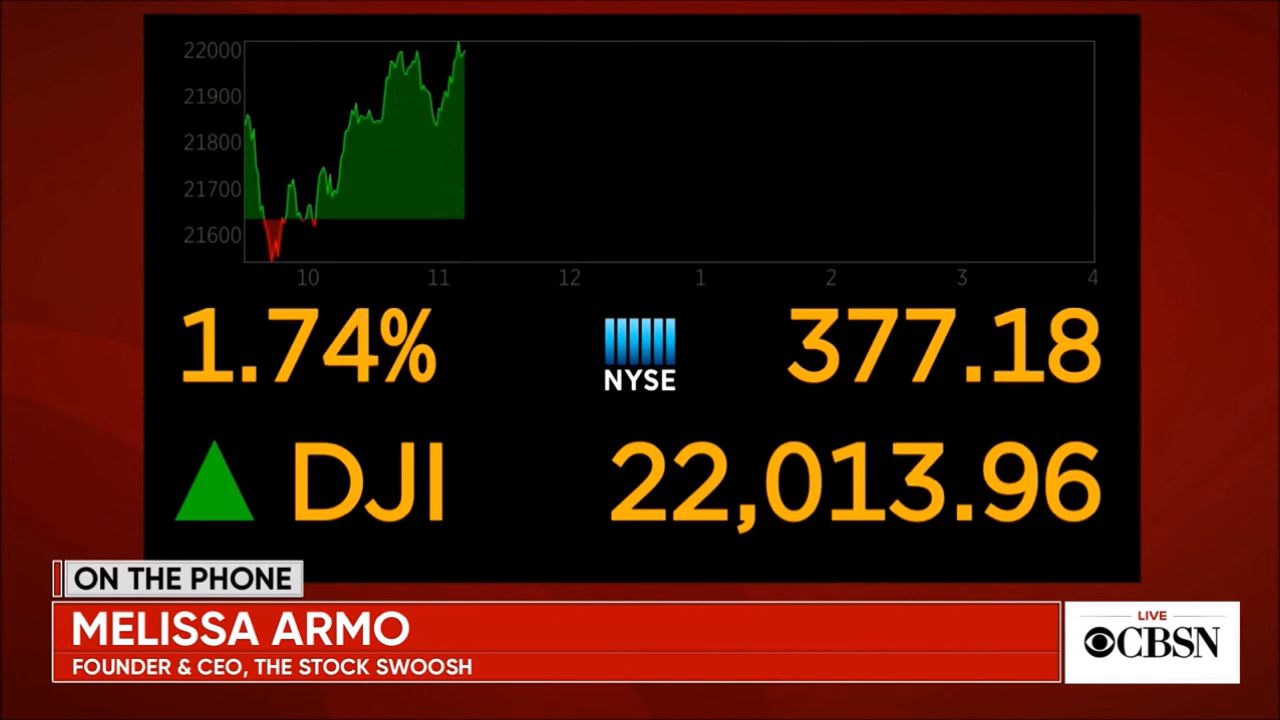 22000
21900
21800
21700
21600
10 11 12 1 2 3 4
1.74% NYSE 377.18
DJI 22,013.96
ON THE PHONE
MELISSA ARMO
FOUNDER & CEO, THE STOCK SWOOSH
LIVE
CBSN